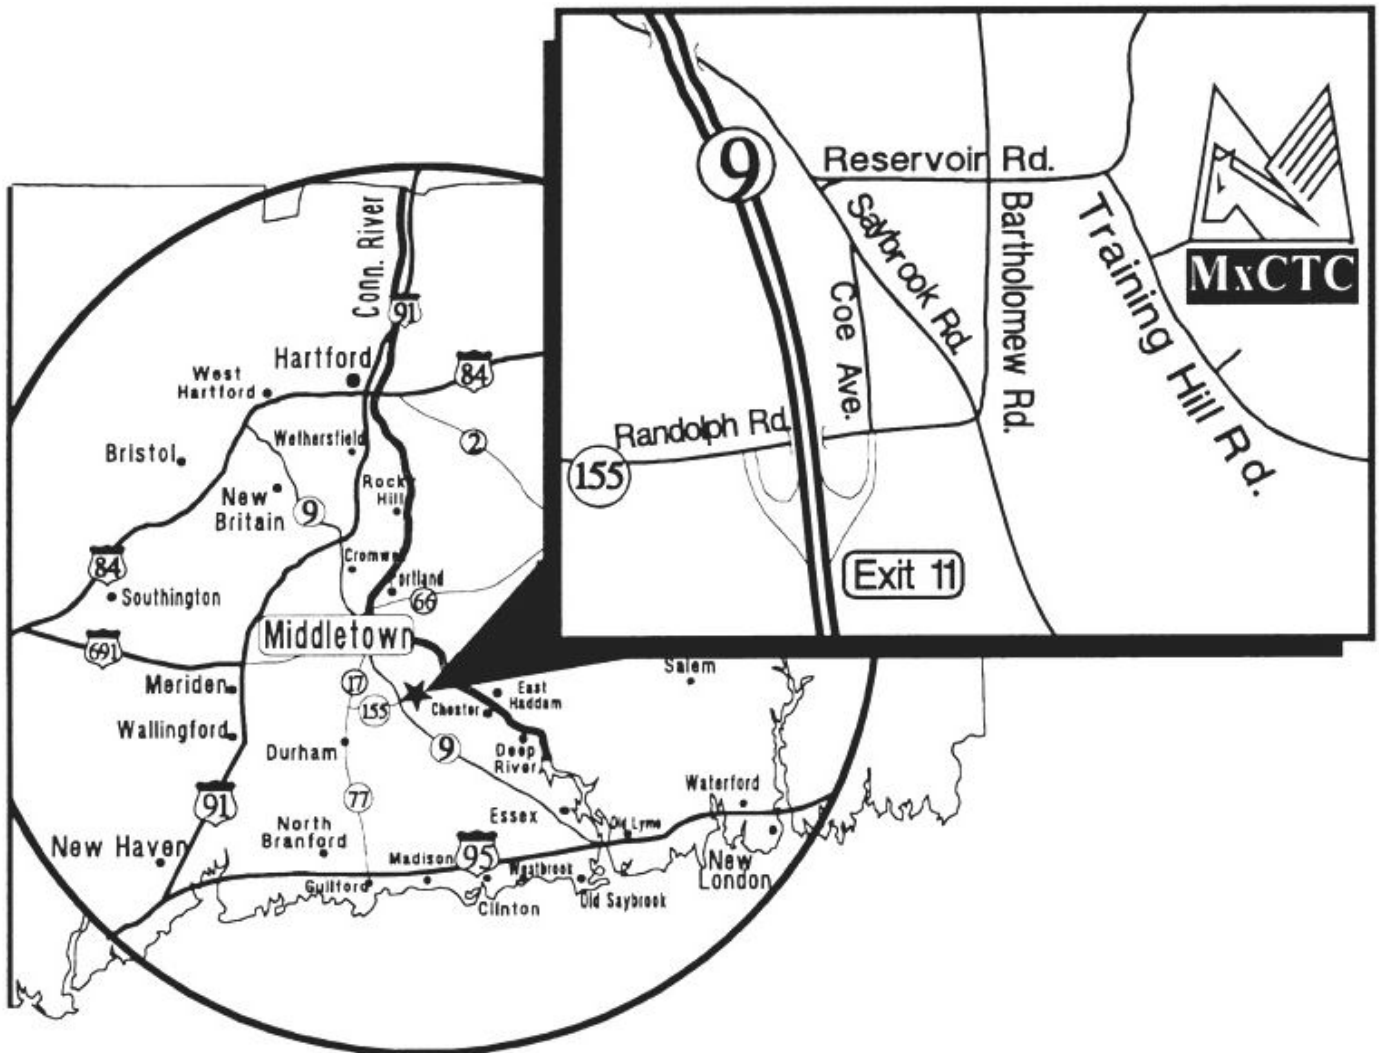 9
Reservoir Rd.
Saybrook Rd.
Bartholomew Rd.
Training Hill Rd.
MxCTC
Coe Ave.
Randolph Rd.
155
Exit 11
Conn. River
91
Hartford
84
West
Hartford
Wethersfield
2
Bristol
Rocky
Hill
New
Britain
9
Cromwell
84
Portland
66
Southington
Middletown
691
Meriden
17
155
Salem
East
Haddam
Chester
Wallingford
Durham
9
Deep
River
77
91
Waterford
Essex
Old Lyme
North
Branford
New Haven
Madison
95
Westbrook
New
London
Guilford
Clinton
Old Saybrook